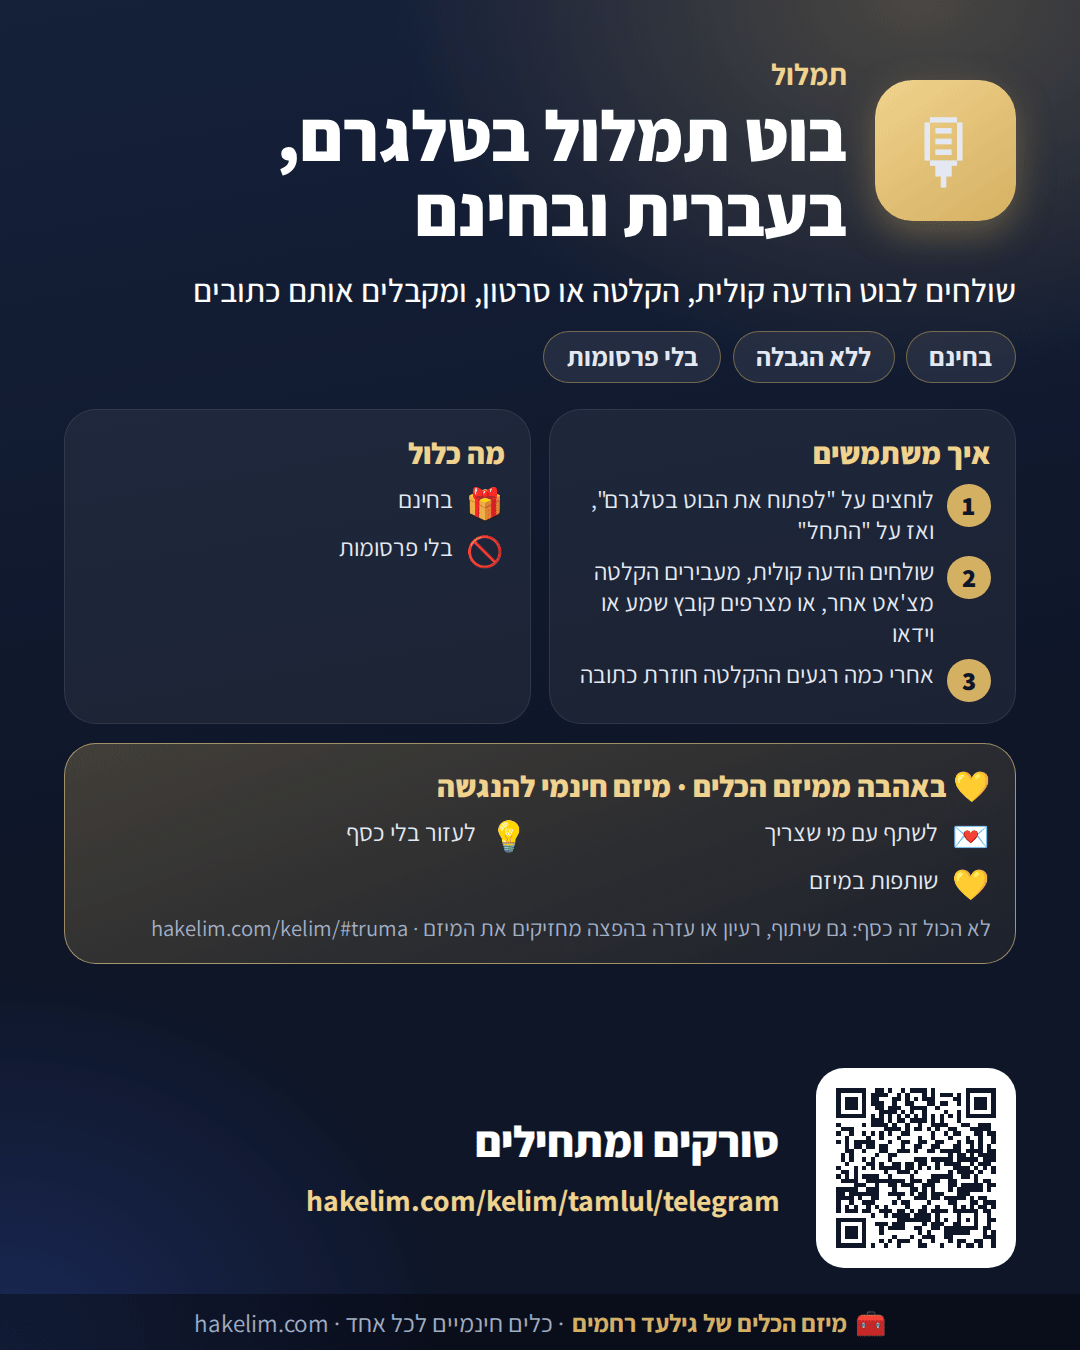 תמלול
בוט תמלול בטלגרם,
בעברית ובחינם
שולחים לבוט הודעה קולית, הקלטה או סרטון, ומקבלים אותם כתובים
בחינם
ללא הגבלה
בלי פרסומות
איך משתמשים
1 לוחצים על "לפתוח את הבוט בטלגרם",
ואז על "התחל"
2 שולחים הודעה קולית, מעבירים הקלטה
מצ'אט אחר, או מצרפים קובץ שמע או
וידאו
3 אחרי כמה רגעים ההקלטה חוזרת כתובה
מה כלול
🎁 בחינם
🚫 בלי פרסומות
💛 באהבה ממיזם הכלים · מיזם חינמי להנגשה
💌 לשתף עם מי שצריך
💡 לעזור בלי כסף
💛 שותפות במיזם
לא הכול זה כסף: גם שיתוף, רעיון או עזרה בהפצה מחזיקים את המיזם · hakelim.com/kelim/#truma
סורקים ומתחילים
hakelim.com/kelim/tamlul/telegram
🧰 מיזם הכלים של גילעד רחמים · כלים חינמיים לכל אחד · hakelim.com